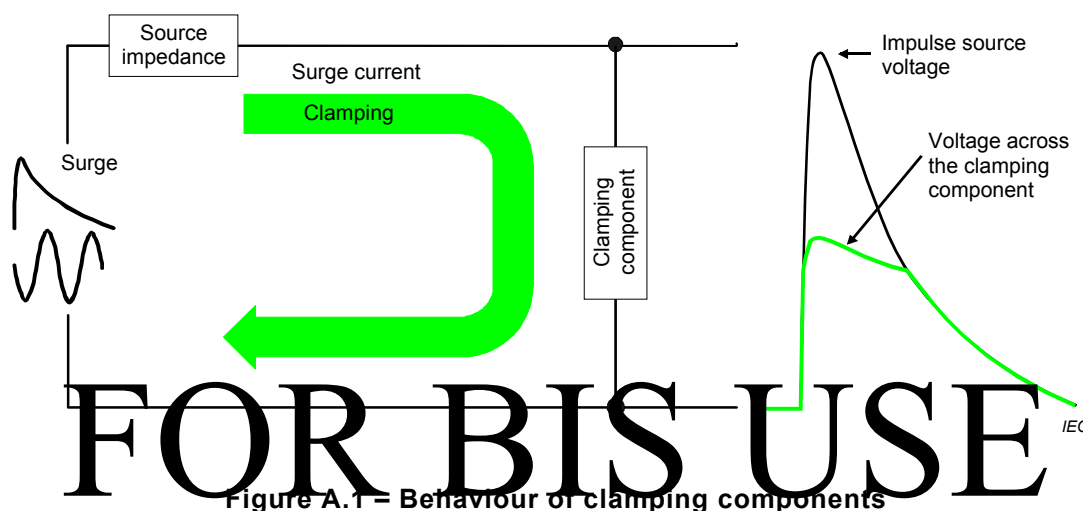 Source
impedance
Surge current
Clamping
Surge
Clamping
component
Impulse source
voltage
Voltage across
the clamping
component
IEC
FOR BIS USE
Figure A.1 – Behaviour of clamping components